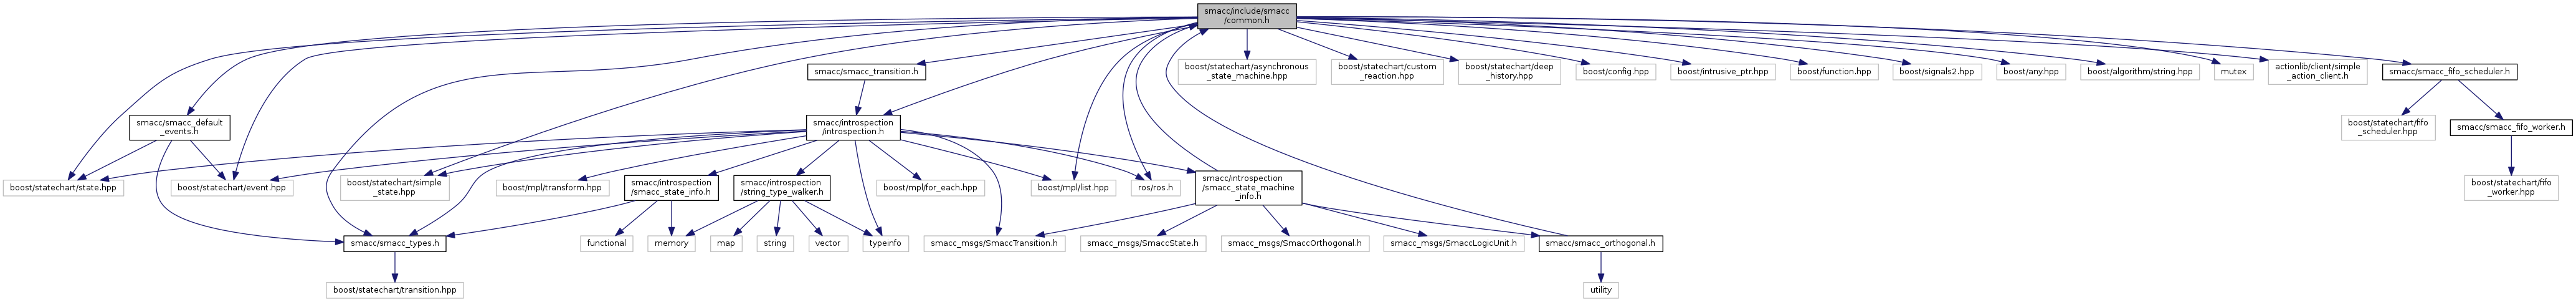 smacc/include/smacc
/common.h
smacc/smacc_transition.h
boost/statechart/asynchronous
_state_machine.hpp
boost/statechart/custom
_reaction.hpp
boost/statechart/deep
_history.hpp
boost/config.hpp
boost/intrusive_ptr.hpp
boost/function.hpp
boost/signals2.hpp
boost/any.hpp
boost/algorithm/string.hpp
mutex
actionlib/client/simple
_action_client.h
smacc/smacc_fifo_scheduler.h
smacc/smacc_default
_events.h
smacc/introspection
/introspection.h
boost/statechart/fifo
_scheduler.hpp
smacc/smacc_fifo_worker.h
boost/statechart/state.hpp
boost/statechart/event.hpp
boost/statechart/simple
_state.hpp
boost/mpl/transform.hpp
smacc/introspection
/smacc_state_info.h
smacc/introspection
/string_type_walker.h
boost/mpl/for_each.hpp
boost/mpl/list.hpp
ros/ros.h
smacc/introspection
/smacc_state_machine
_info.h
boost/statechart/fifo
_worker.hpp
smacc/smacc_types.h
functional
memory
map
string
vector
typeinfo
smacc_msgs/SmaccTransition.h
smacc_msgs/SmaccState.h
smacc_msgs/SmaccOrthogonal.h
smacc_msgs/SmaccLogicUnit.h
smacc/smacc_orthogonal.h
boost/statechart/transition.hpp
utility